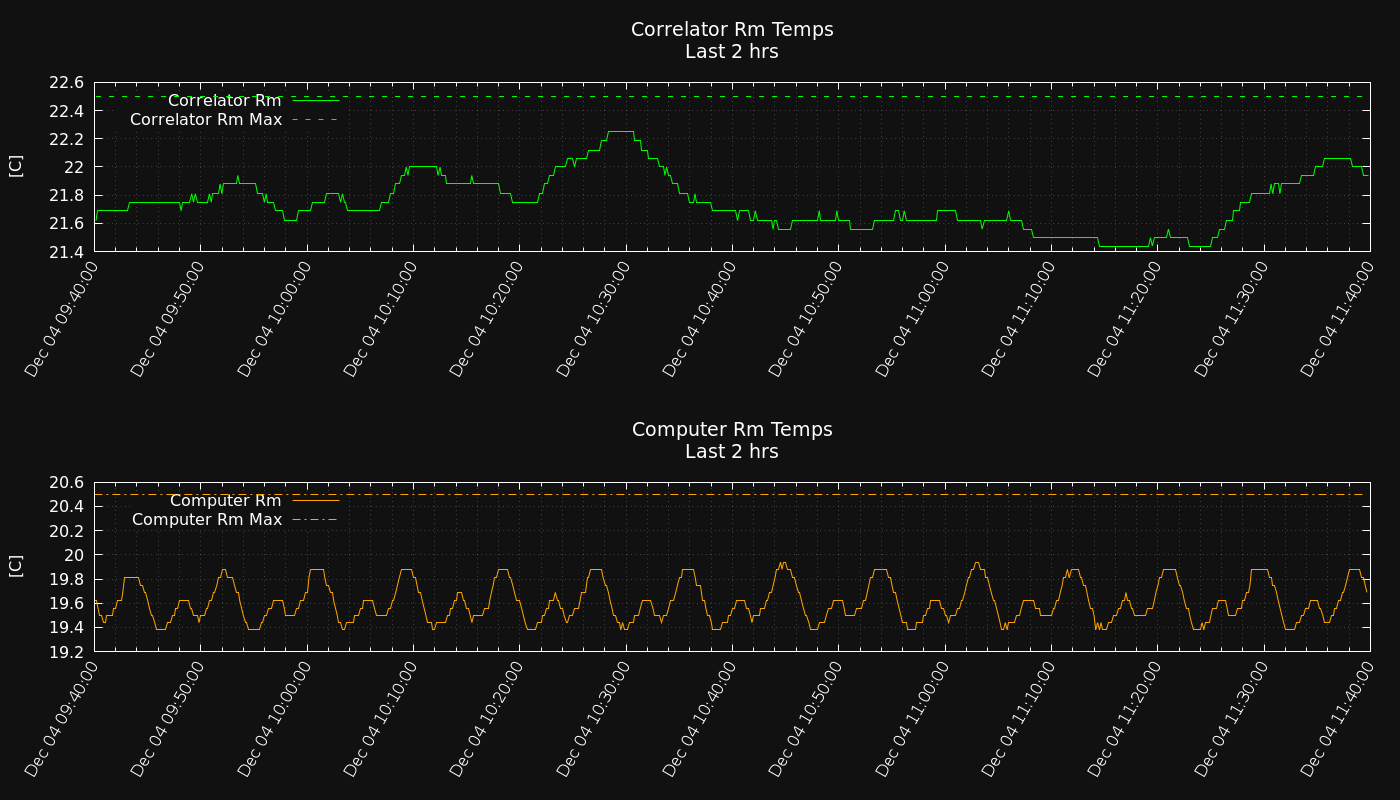 Correlator Rm Temps
Last 2 hrs
22.6
22.4
22.2
22
21.8
21.6
21.4
[C]
Correlator Rm
Correlator Rm Max
Dec 04 09:40:00
Dec 04 09:50:00
Dec 04 10:00:00
Dec 04 10:10:00
Dec 04 10:20:00
Dec 04 10:30:00
Dec 04 10:40:00
Dec 04 10:50:00
Dec 04 11:00:00
Dec 04 11:10:00
Dec 04 11:20:00
Dec 04 11:30:00
Dec 04 11:40:00
Computer Rm Temps
Last 2 hrs
20.6
20.4
20.2
20
19.8
19.6
19.4
19.2
[C]
Computer Rm
Computer Rm Max
Dec 04 09:40:00
Dec 04 09:50:00
Dec 04 10:00:00
Dec 04 10:10:00
Dec 04 10:20:00
Dec 04 10:30:00
Dec 04 10:40:00
Dec 04 10:50:00
Dec 04 11:00:00
Dec 04 11:10:00
Dec 04 11:20:00
Dec 04 11:30:00
Dec 04 11:40:00